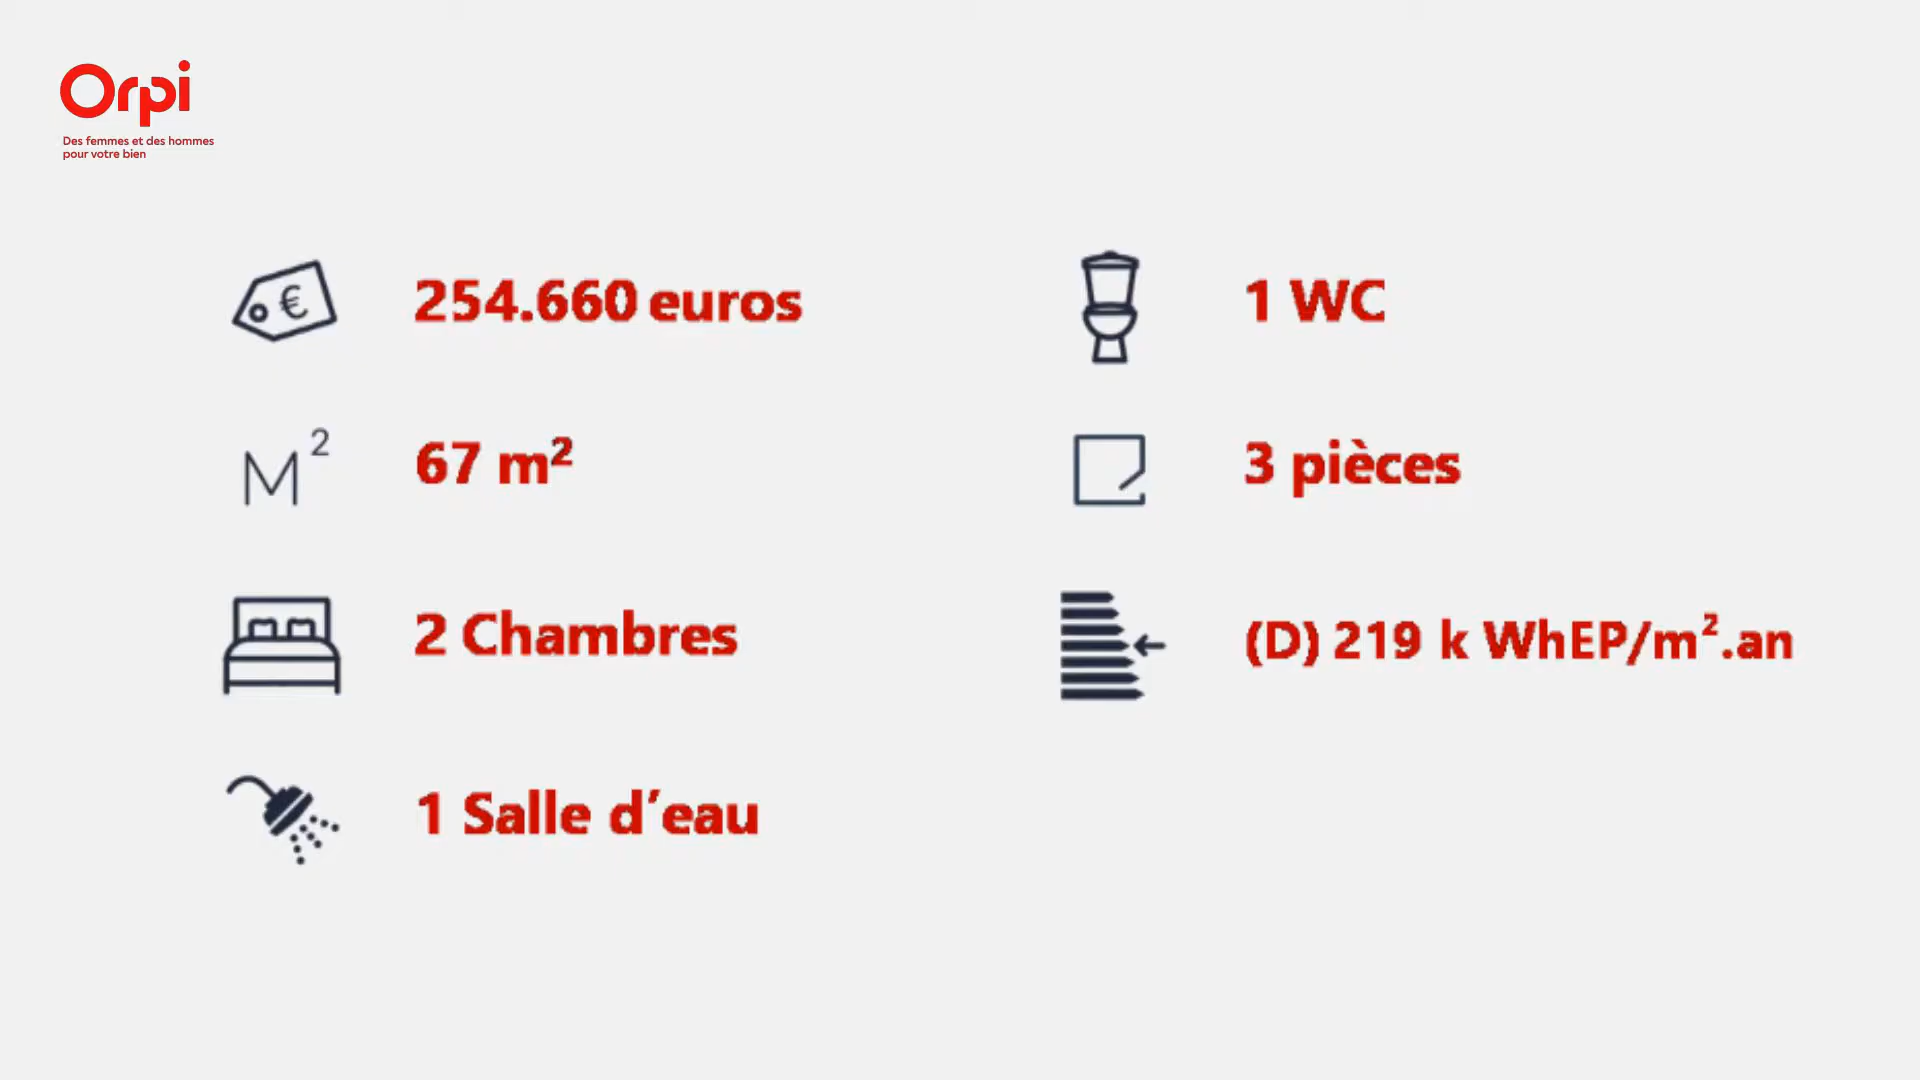 Orpi
Des femmes et des hommes
pour votre bien
€
254.660 euros
M²
67 m²
2 Chambres
1 Salle d'eau
1 WC
3 pièces
(D) 219 k WhEP/m².an